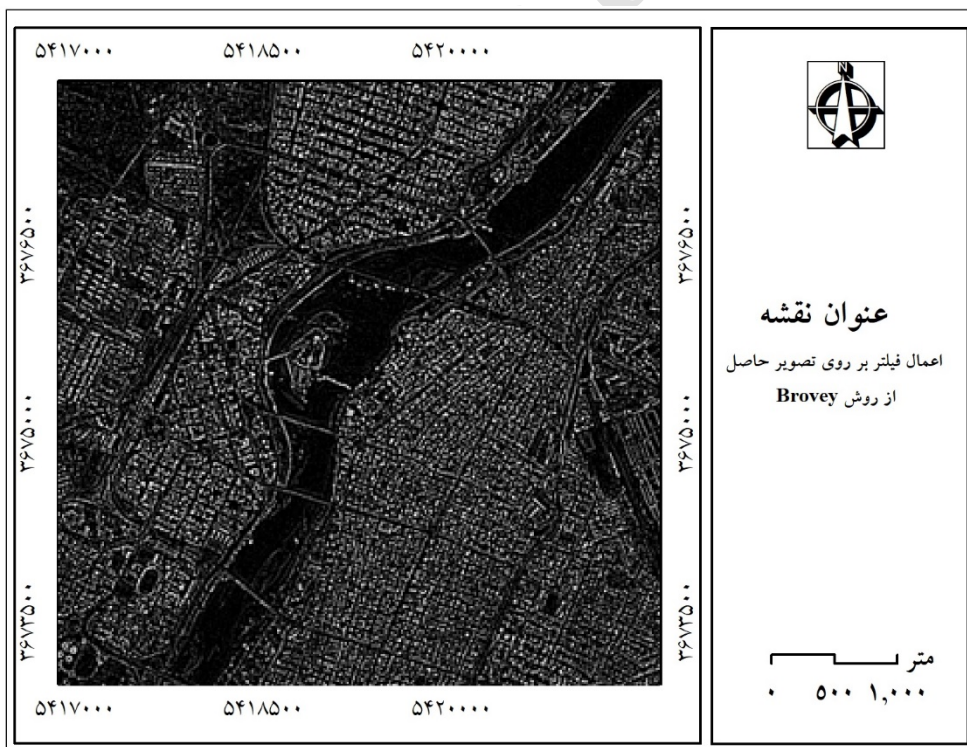 ۵۴۱۷۰۰۰ ۵۴۱۸۵۰۰ ۵۴۲۰۰۰۰
۳۶۷۶۵۰۰ ۳۶۷۶۵۰۰
۳۶۷۵۰۰۰ ۳۶۷۵۰۰۰
۳۶۷۳۵۰۰ ۳۶۷۳۵۰۰
۵۴۱۷۰۰۰ ۵۴۱۸۵۰۰ ۵۴۲۰۰۰۰
N
عنوان نقشه
اعمال فیلتر بر روی تصویر حاصل
از روش Brovey
متر
۰ ۵۰۰ ۱,۰۰۰